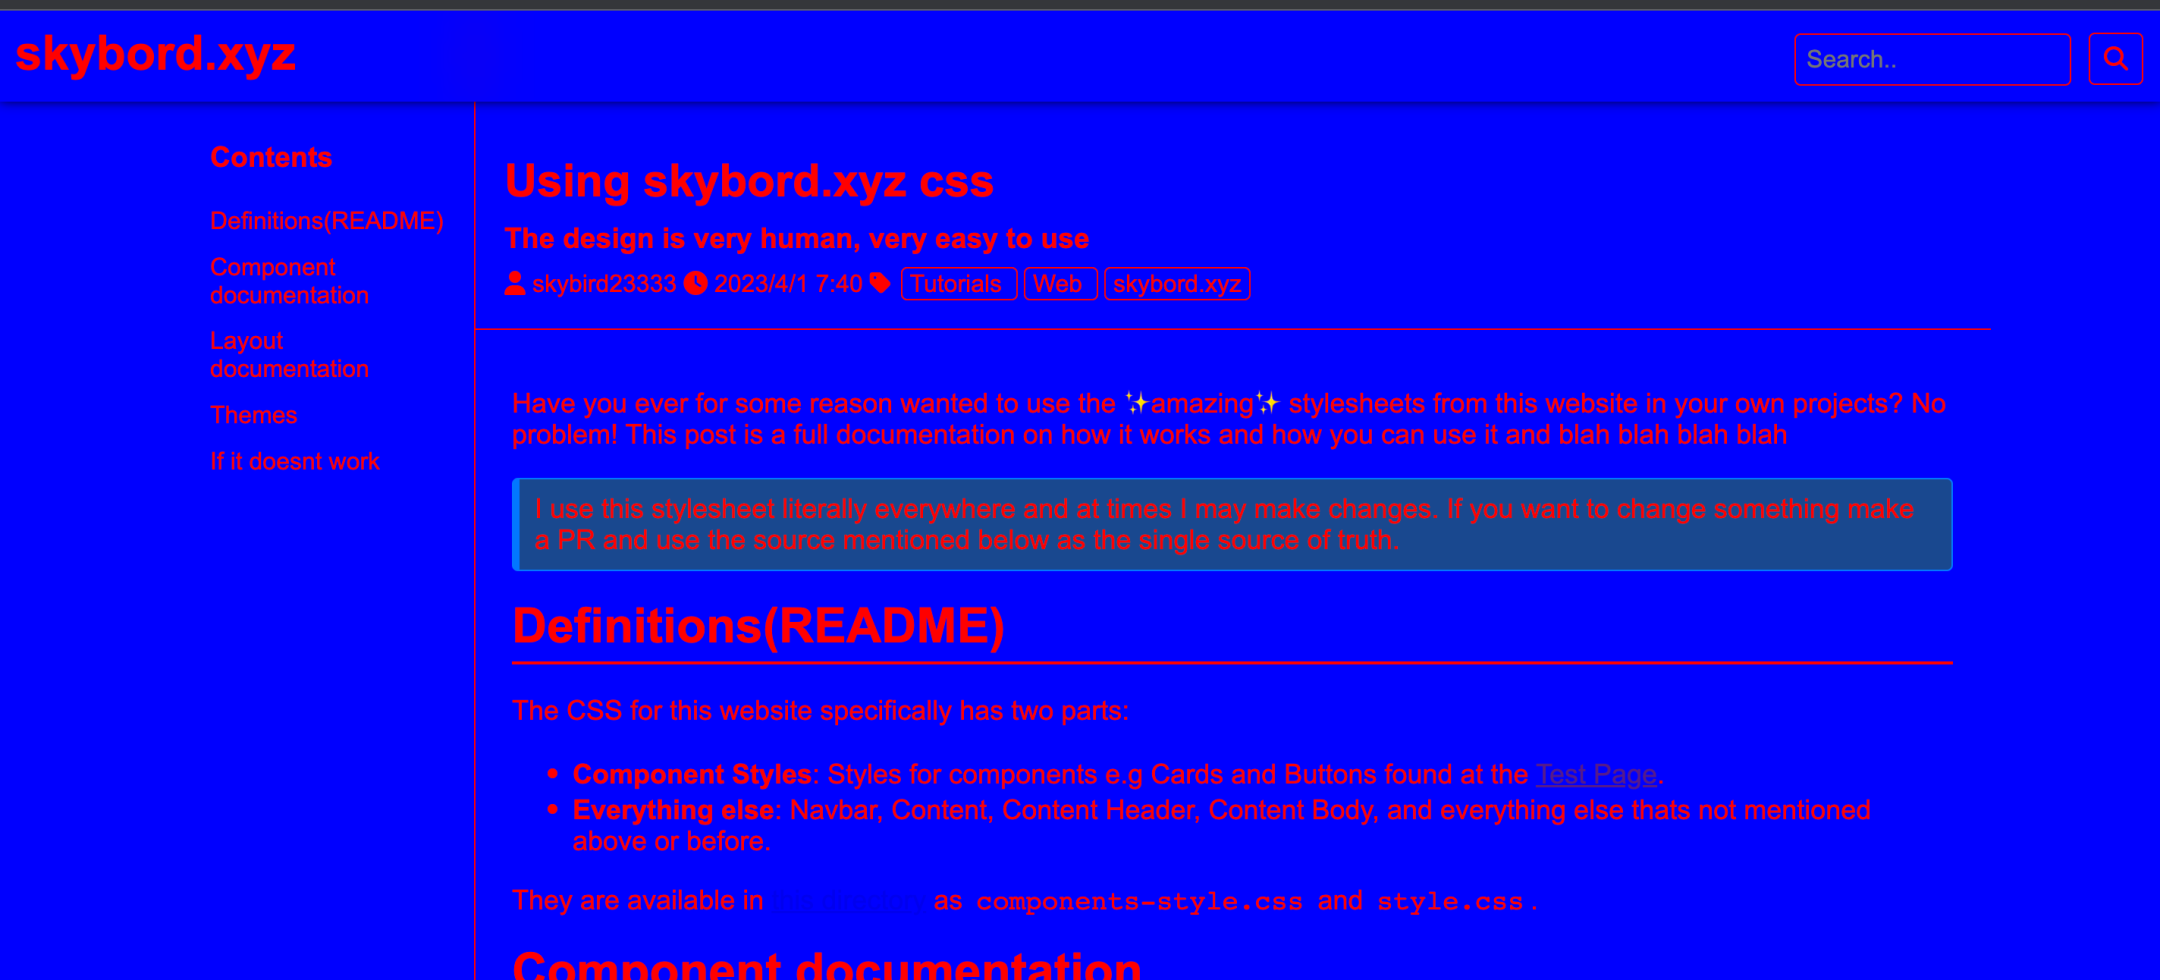 skybord.xyz
Search..
Contents
Definitions(README)
Component
documentation
Layout
documentation
Themes
If it doesnt work
Using skybord.xyz css
The design is very human, very easy to use
skybird23333 2023/4/1 7:40 Tutorials Web skybord.xyz
Have you ever for some reason wanted to use the ✨amazing✨ stylesheets from this website in your own projects? No
problem! This post is a full documentation on how it works and how you can use it and blah blah blah blah
I use this stylesheet literally everywhere and at times I may make changes. If you want to change something make
a PR and use the source mentioned below as the single source of truth.
Definitions(README)
The CSS for this website specifically has two parts:
• Component Styles: Styles for components e.g Cards and Buttons found at the Test Page.
• Everything else: Navbar, Content, Content Header, Content Body, and everything else thats not mentioned
above or before.
They are available in this directory as components-style.css and style.css.
Component documentation